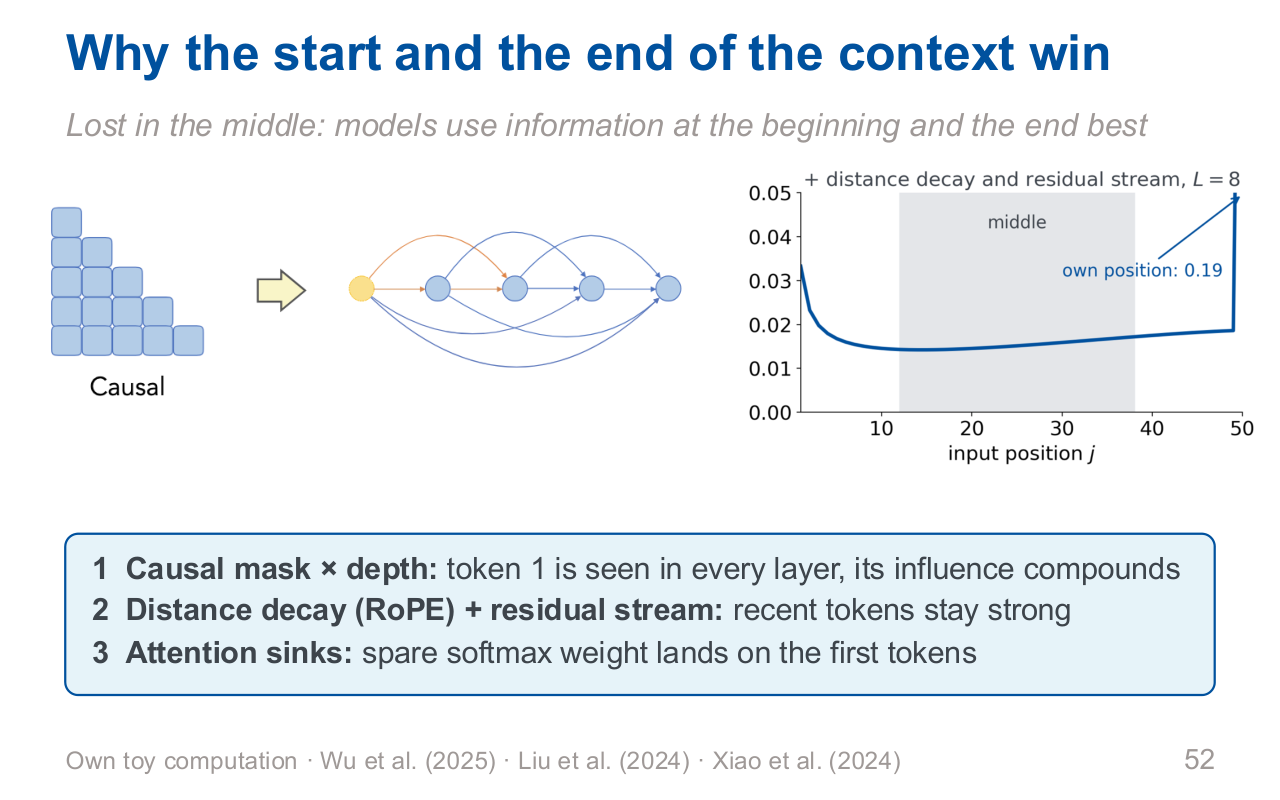 Why the start and the end of the context win
Lost in the middle: models use information at the beginning and the end best
Causal
+ distance decay and residual stream, L = 8
0.05
0.04
0.03
0.02
0.01
0.00
middle
own position: 0.19
10 20 30 40 50
input position j
1 Causal mask × depth: token 1 is seen in every layer, its influence compounds
2 Distance decay (RoPE) + residual stream: recent tokens stay strong
3 Attention sinks: spare softmax weight lands on the first tokens
Own toy computation · Wu et al. (2025) · Liu et al. (2024) · Xiao et al. (2024)
52